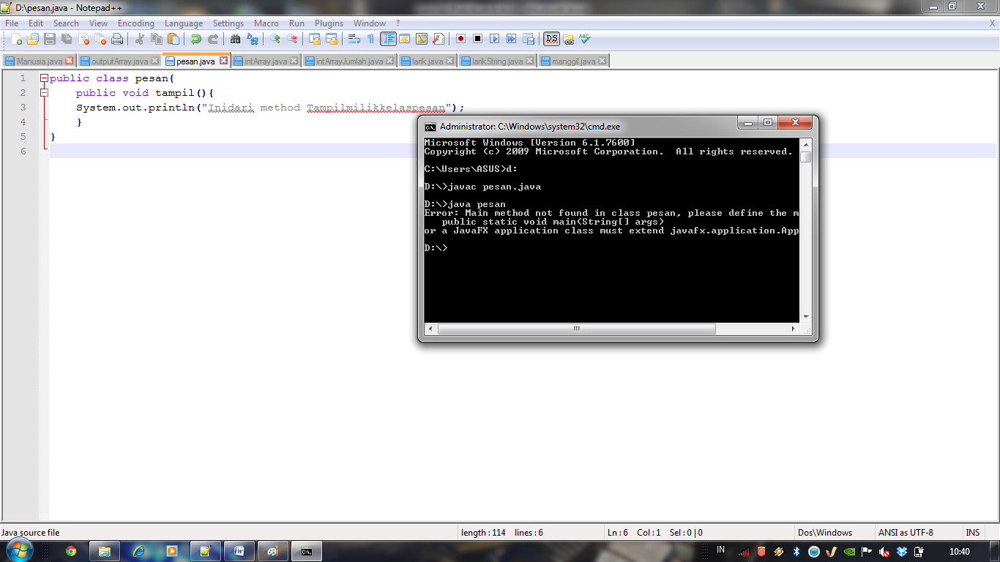 D:\pesan.java - Notepad++
File Edit Search View Encoding Language Settings Macro Run Plugins Window ? X
Manusia.java outputArray.java pesan.java intArray.java intArrayJumlah.java larik.java larikString.java manggil.java
1 public class pesan{
2 public void tampil(){
3 System.out.println("Inidari method Tampilmilikkelaspesan");
4 }
5 }
6
Administrator: C:\Windows\system32\cmd.exe
Microsoft Windows [Version 6.1.7600]
Copyright (c) 2009 Microsoft Corporation. All rights reserved.
C:\Users\ASUS>d:
D:\>javac pesan.java
D:\>java pesan
Error: Main method not found in class pesan, please define the m
public static void main(String[] args)
or a JavaFX application class must extend javafx.application.App
D:\>
Java source file length : 114 lines : 6 Ln : 6 Col : 1 Sel : 0 | 0 Dos\Windows ANSI as UTF-8 INS
IN 10:40